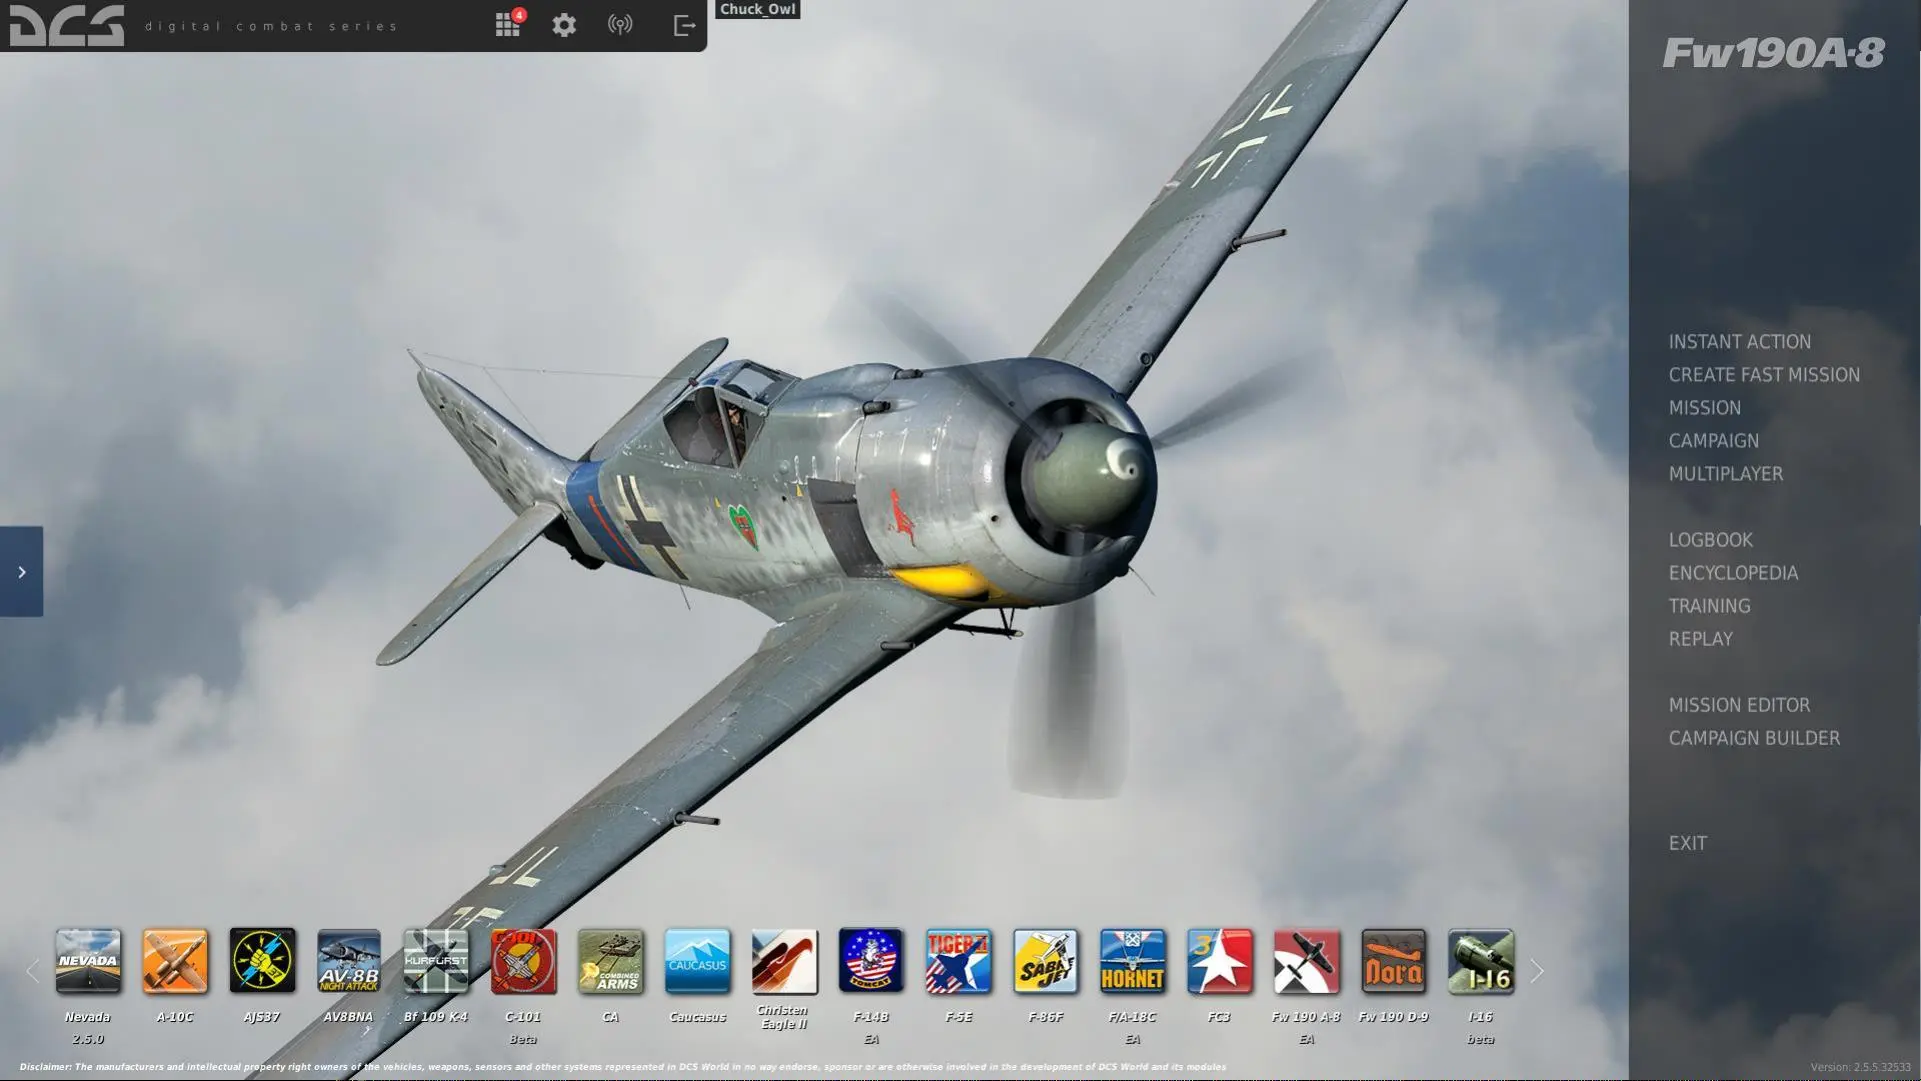 DCS digital combat series
4
Chuck_Owl
Fw190A-8
INSTANT ACTION
CREATE FAST MISSION
MISSION
CAMPAIGN
MULTIPLAYER
LOGBOOK
ENCYCLOPEDIA
TRAINING
REPLAY
MISSION EDITOR
CAMPAIGN BUILDER
EXIT
NEVADA
AV-8B
NIGHT ATTACK
KURFÜRST
C-101
COMBINED
ARMS
CAUCASUS
TOMCAT
TIGER II
SABRE
JET
HORNET
3
Dora
I-16
Nevada
2.5.0
A-10C
AJS37
AV8BNA
Bf 109 K-4
C-101
Beta
CA
Caucasus
Christen
Eagle II
F-14B
EA
F-5E
F-86F
F/A-18C
EA
FC3
Fw 190 A-8
EA
Fw 190 D-9
I-16
beta
Disclaimer: The manufacturers and intellectual property right owners of the vehicles, weapons, sensors and other systems represented in DCS World in no way endorse, sponsor or are otherwise involved in the development of DCS World and its modules
Version: 2.5.5.32533